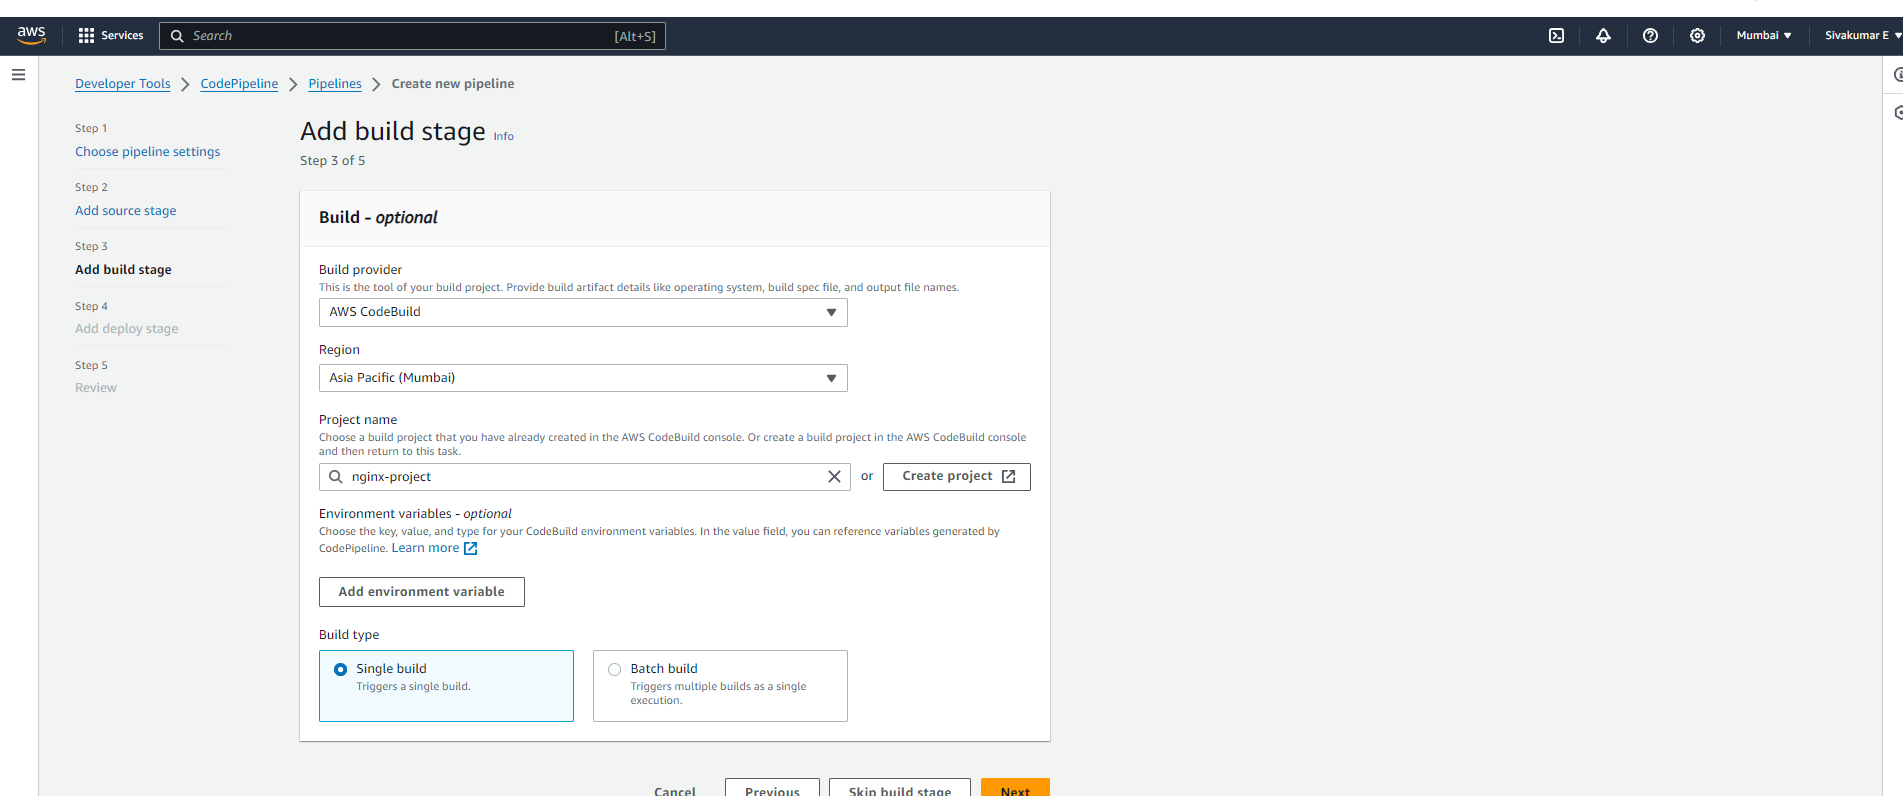 aws
Services
Search
[Alt+S]
Mumbai
Sivakumar E
Developer Tools
CodePipeline
Pipelines
Create new pipeline
Step 1
Choose pipeline settings
Step 2
Add source stage
Step 3
Add build stage
Step 4
Add deploy stage
Step 5
Review
Add build stage Info
Step 3 of 5
Build - optional
Build provider
This is the tool of your build project. Provide build artifact details like operating system, build spec file, and output file names.
AWS CodeBuild
Region
Asia Pacific (Mumbai)
Project name
Choose a build project that you have already created in the AWS CodeBuild console. Or create a build project in the AWS CodeBuild console
and then return to this task.
nginx-project
or
Create project
Environment variables - optional
Choose the key, value, and type for your CodeBuild environment variables. In the value field, you can reference variables generated by
CodePipeline. Learn more
Add environment variable
Build type
Single build
Triggers a single build.
Batch build
Triggers multiple builds as a single
execution.
Cancel
Previous
Skip build stage
Next